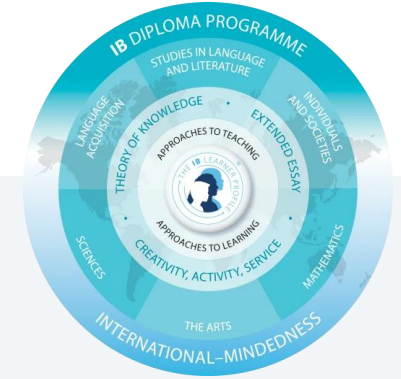 IB DIPLOMA PROGRAMME
STUDIES IN LANGUAGE
AND LITERATURE
LANGUAGE
ACQUISITION
INDIVIDUALS
AND SOCIETIES
THEORY OF KNOWLEDGE
•
EXTENDED ESSAY
APPROACHES TO TEACHING
THE IB LEARNER PROFILE
APPROACHES TO LEARNING
•
CREATIVITY, ACTIVITY, SERVICE
•
SCIENCES
MATHEMATICS
THE ARTS
INTERNATIONAL–MINDEDNESS